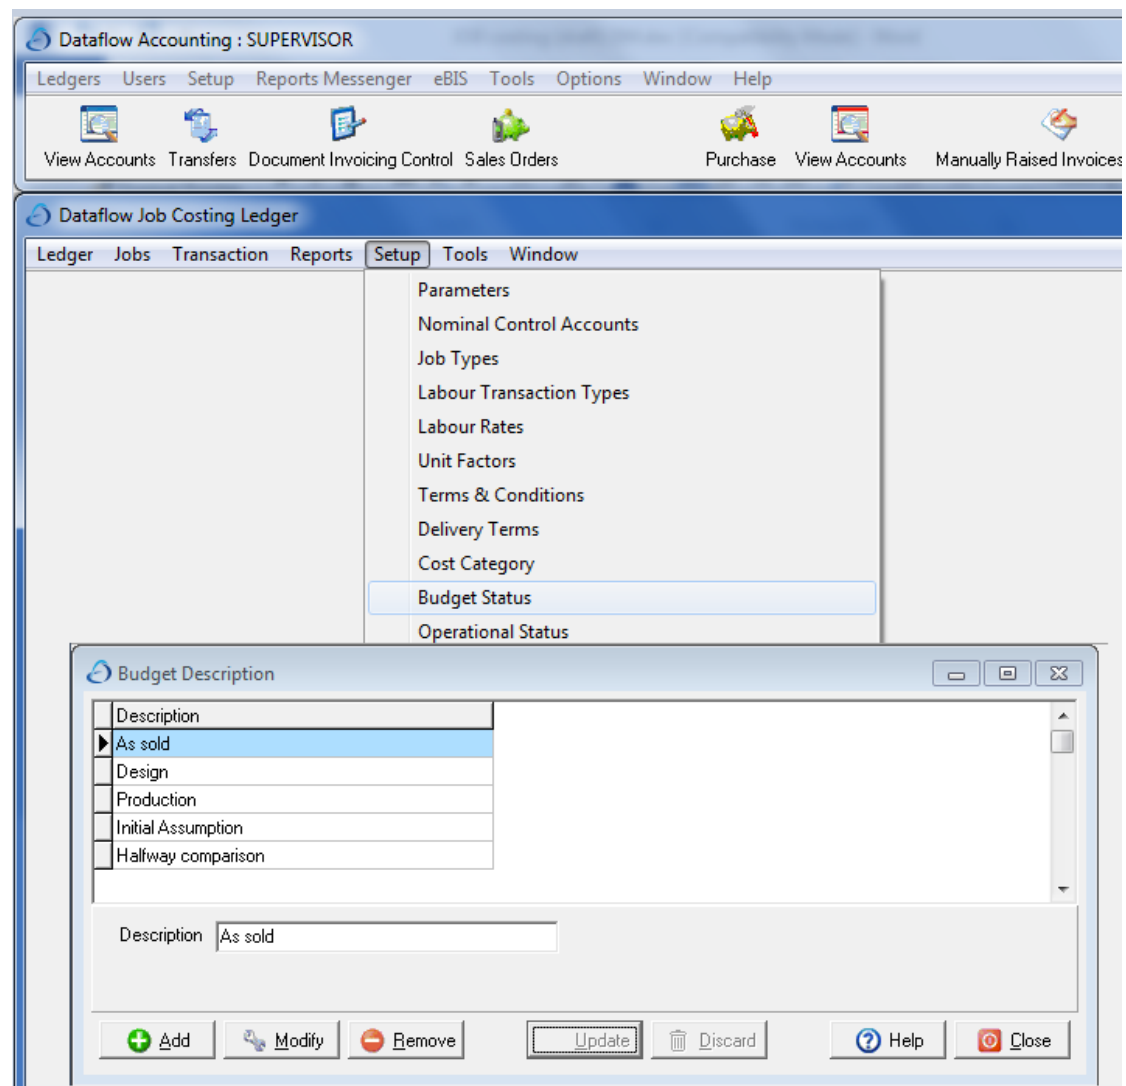 Dataflow Accounting : SUPERVISOR
Ledgers Users Setup Reports Messenger eBIS Tools Options Window Help
View Accounts Transfers Document Invoicing Control Sales Orders Purchase View Accounts Manually Raised Invoices
Dataflow Job Costing Ledger
Ledger Jobs Transaction Reports Setup Tools Window
Parameters
Nominal Control Accounts
Job Types
Labour Transaction Types
Labour Rates
Unit Factors
Terms & Conditions
Delivery Terms
Cost Category
Budget Status
Operational Status
Budget Description
Description
As sold
Design
Production
Initial Assumption
Halfway comparison
Description As sold
Add Modify Remove Update Discard Help Close